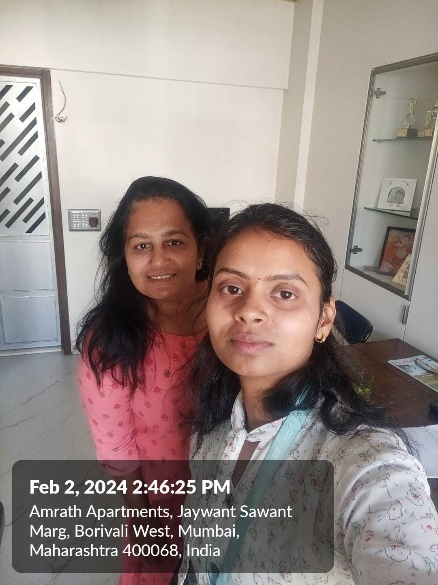 Feb 2, 2024 2:46:25 PM
Amrath Apartments, Jaywant Sawant
Marg, Borivali West, Mumbai,
Maharashtra 400068, India